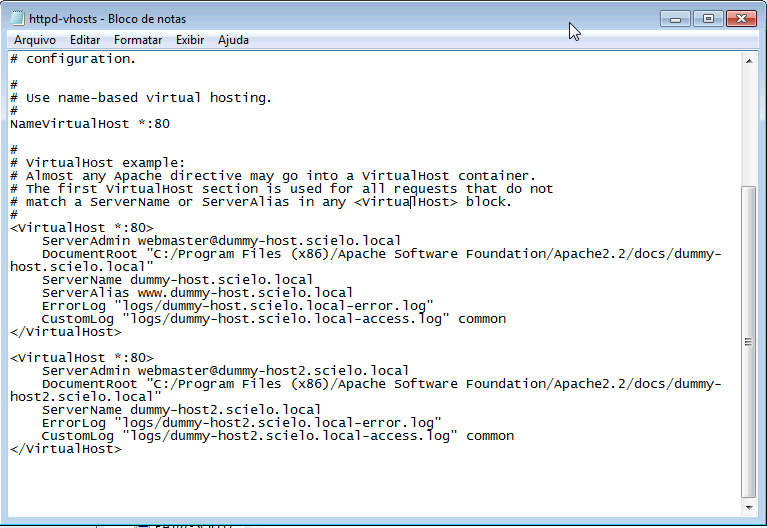 httpd-vhosts - Bloco de notas
Arquivo Editar Formatar Exibir Ajuda
# configuration.
#
# Use name-based virtual hosting.
#
NameVirtualHost *:80
#
# VirtualHost example:
# Almost any Apache directive may go into a VirtualHost container.
# The first VirtualHost section is used for all requests that do not
# match a ServerName or ServerAlias in any <VirtualHost> block.
#
<VirtualHost *:80>
    ServerAdmin webmaster@dummy-host.scielo.local
    DocumentRoot "C:/Program Files (x86)/Apache Software Foundation/Apache2.2/docs/dummy-
host.scielo.local"
    ServerName dummy-host.scielo.local
    ServerAlias www.dummy-host.scielo.local
    ErrorLog "logs/dummy-host.scielo.local-error.log"
    CustomLog "logs/dummy-host.scielo.local-access.log" common
</VirtualHost>
<VirtualHost *:80>
    ServerAdmin webmaster@dummy-host2.scielo.local
    DocumentRoot "C:/Program Files (x86)/Apache Software Foundation/Apache2.2/docs/dummy-
host2.scielo.local"
    ServerName dummy-host2.scielo.local
    ErrorLog "logs/dummy-host2.scielo.local-error.log"
    CustomLog "logs/dummy-host2.scielo.local-access.log" common
</VirtualHost>